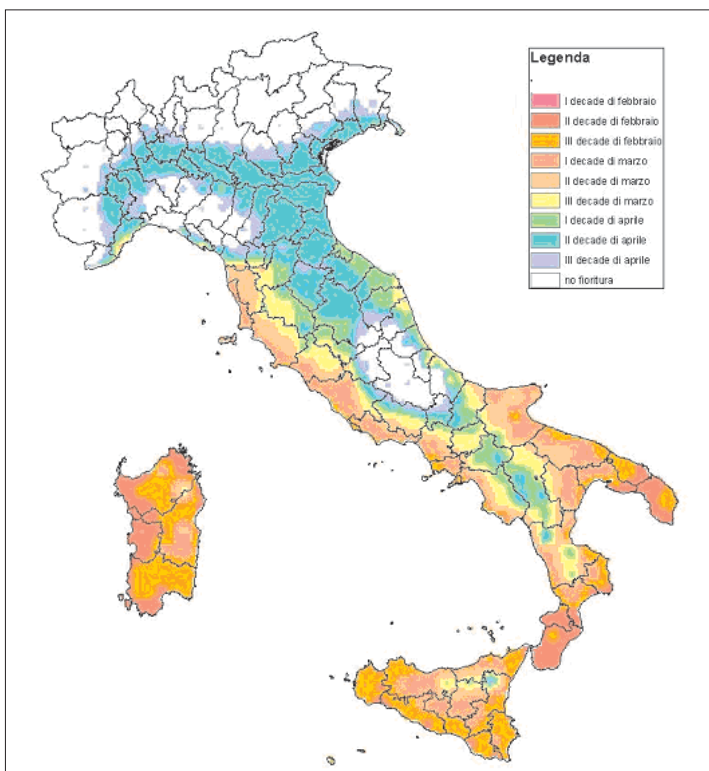 Legenda
I decade di febbraio
II decade di febbraio
III decade di febbraio
I decade di marzo
II decade di marzo
III decade di marzo
I decade di aprile
II decade di aprile
III decade di aprile
no fioritura